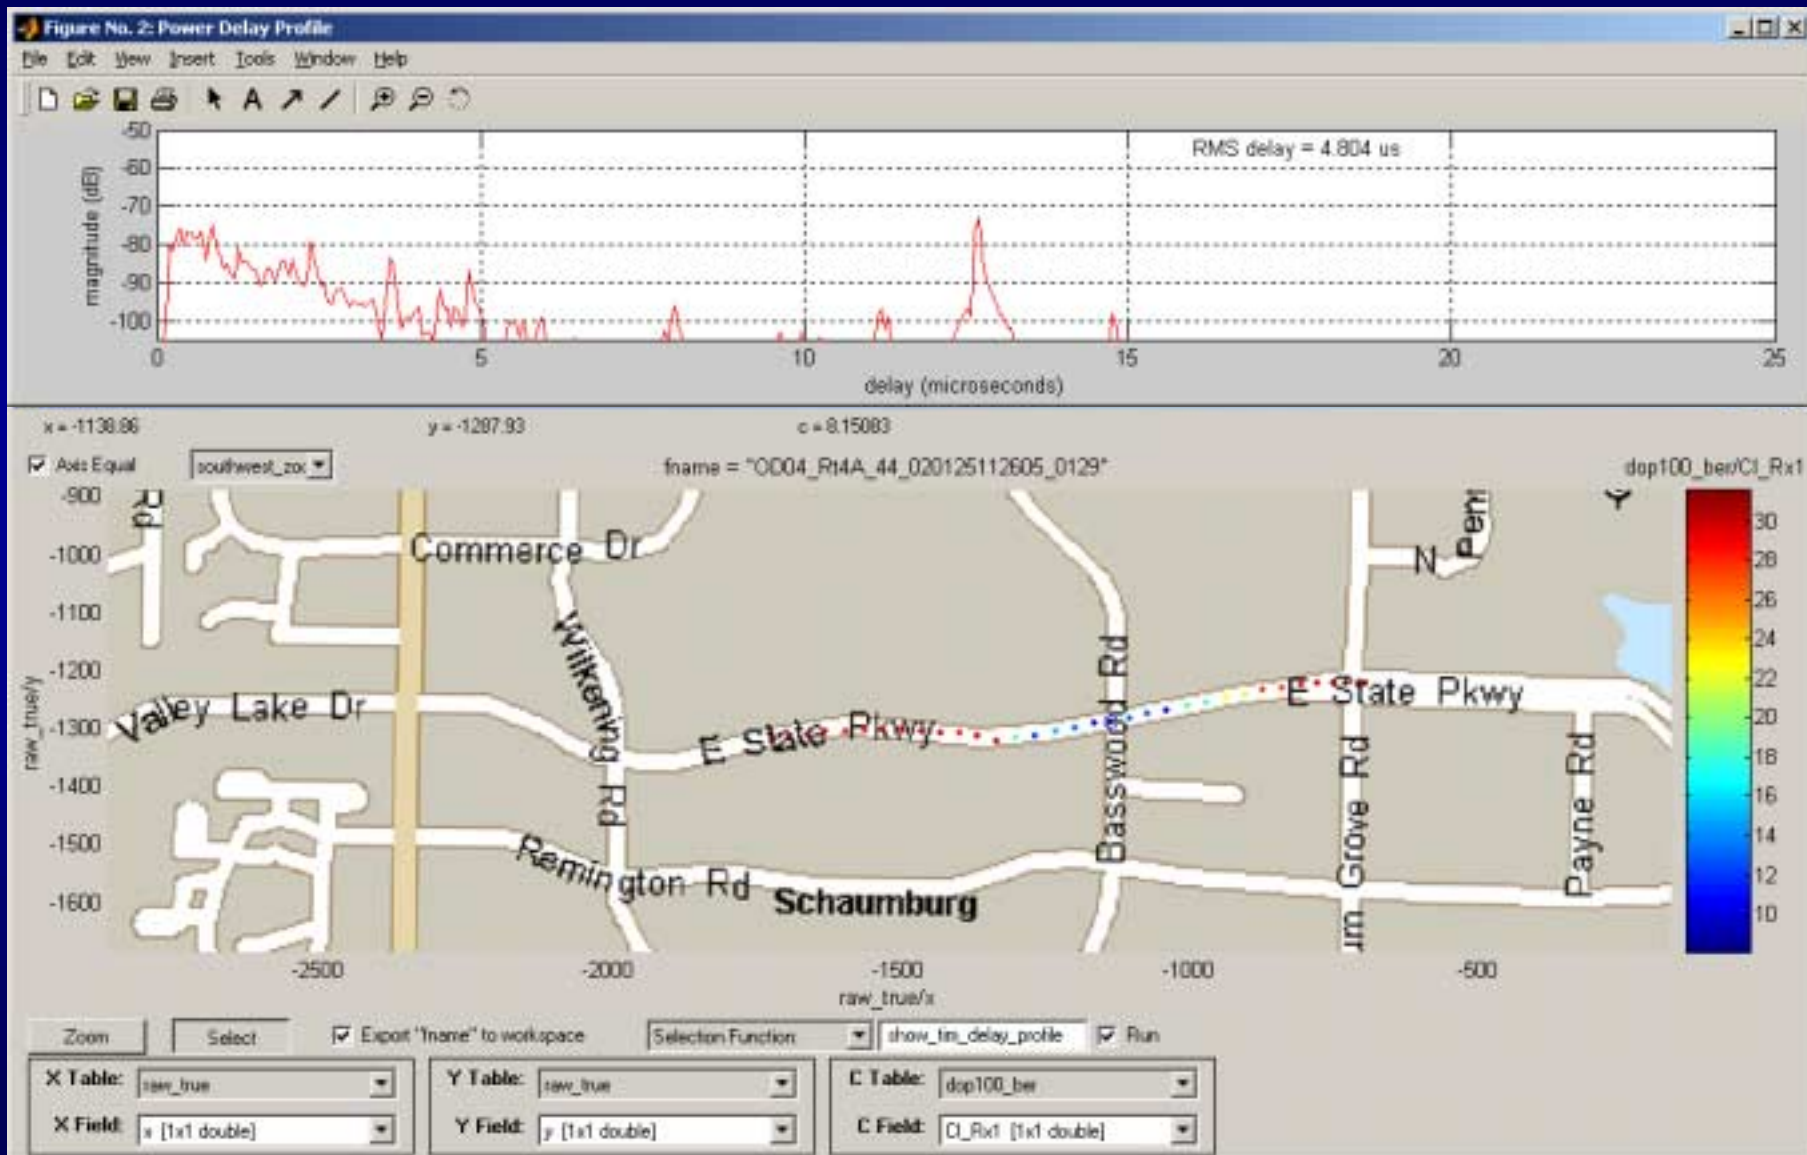 Figure No. 2: Power Delay Profile
File Edit View Insert Tools Window Help
RMS delay = 4.804 us
magnitude (dB)
-50
-60
-70
-80
-90
-100
0 5 10 15 20 25
delay (microseconds)
x = -1138.86 y = -1287.93 c = 8.15083
Axis Equal southwest_zoo fname = "OD04_Rt4A_44_020125112605_0129" dop100_ber/CI_Rx1
raw_true/y
-900
-1000
-1100
-1200
-1300
-1400
-1500
-1600
Rd
Commerce Dr
N Penn
Wilkening Rd
Basswood Rd
Valley Lake Dr
E State Pkwy
E State Pkwy
Grove Rd
Payne Rd
Remington Rd
Schaumburg
um
30
28
26
24
22
20
18
16
14
12
10
-2500 -2000 -1500 -1000 -500
raw_true/x
Zoom Select Export "fname" to workspace Selection Function: show_tim_delay_profile Run
X Table: raw_true Y Table: raw_true C Table: dop100_ber
X Field: x [1x1 double] Y Field: y [1x1 double] C Field: CI_Rx1 [1x1 double]